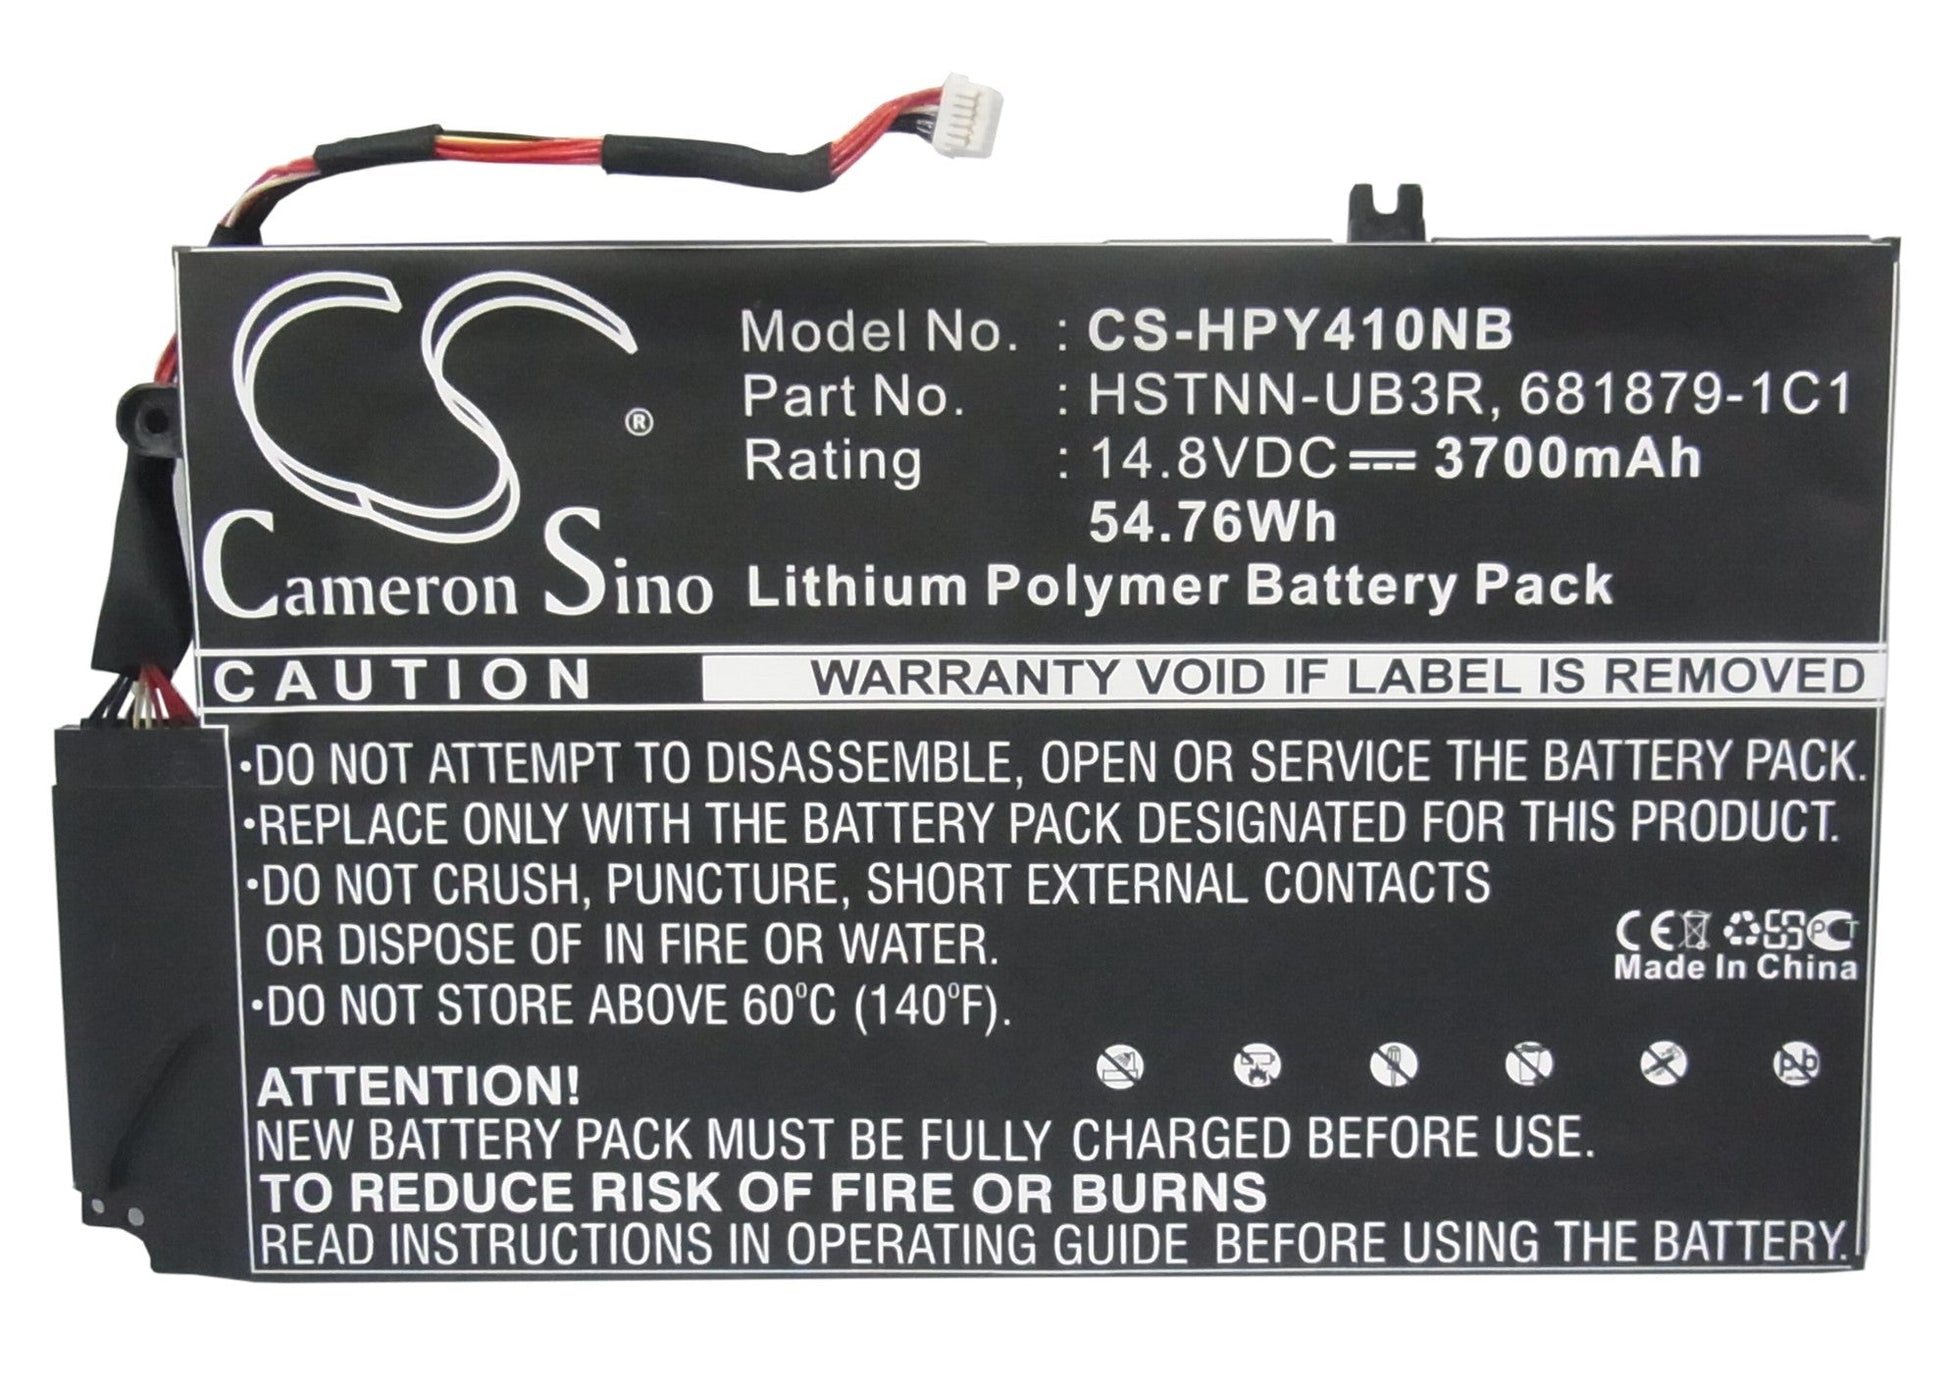 CS®
Cameron Sino
Model No. : CS-HPY410NB
Part No. : HSTNN-UB3R, 681879-1C1
Rating : 14.8VDC 3700mAh
54.76Wh
Lithium Polymer Battery Pack
CAUTION WARRANTY VOID IF LABEL IS REMOVED
•DO NOT ATTEMPT TO DISASSEMBLE, OPEN OR SERVICE THE BATTERY PACK.
•REPLACE ONLY WITH THE BATTERY PACK DESIGNATED FOR THIS PRODUCT.
•DO NOT CRUSH, PUNCTURE, SHORT EXTERNAL CONTACTS
OR DISPOSE OF IN FIRE OR WATER.
•DO NOT STORE ABOVE 60°C (140°F).
CE PCT
Made In China
Pb
ATTENTION!
NEW BATTERY PACK MUST BE FULLY CHARGED BEFORE USE.
TO REDUCE RISK OF FIRE OR BURNS
READ INSTRUCTIONS IN OPERATING GUIDE BEFORE USING THE BATTERY.